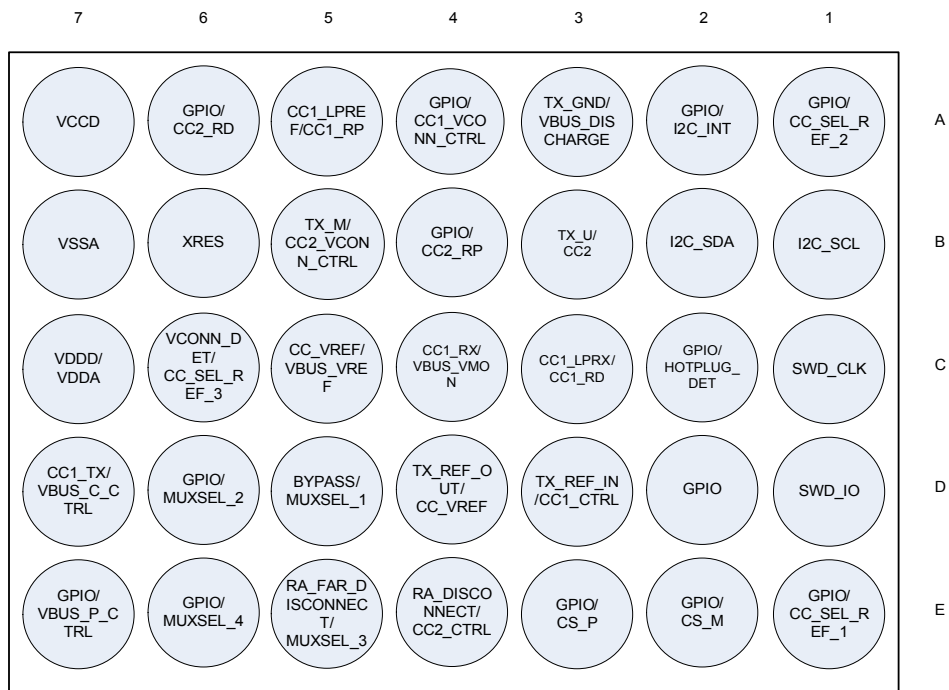 7 6 5 4 3 2 1
VCCD
GPIO/
CC2_RD
CC1_LPRE
F/CC1_RP
GPIO/
CC1_VCO
NN_CTRL
TX_GND/
VBUS_DIS
CHARGE
GPIO/
I2C_INT
GPIO/
CC_SEL_R
EF_2
A
VSSA
XRES
TX_M/
CC2_VCON
N_CTRL
GPIO/
CC2_RP
TX_U/
CC2
I2C_SDA
I2C_SCL
B
VDDD/
VDDA
VCONN_D
ET/
CC_SEL_R
EF_3
CC_VREF/
VBUS_VRE
F
CC1_RX/
VBUS_VMO
N
CC1_LPRX/
CC1_RD
GPIO/
HOTPLUG_
DET
SWD_CLK
C
CC1_TX/
VBUS_C_C
TRL
GPIO/
MUXSEL_2
BYPASS/
MUXSEL_1
TX_REF_O
UT/
CC_VREF
TX_REF_IN
/CC1_CTRL
GPIO
SWD_IO
D
GPIO/
VBUS_P_C
TRL
GPIO/
MUXSEL_4
RA_FAR_D
ISCONNEC
T/
MUXSEL_3
RA_DISCO
NNECT/
CC2_CTRL
GPIO/
CS_P
GPIO/
CS_M
GPIO/
CC_SEL_R
EF_1
E